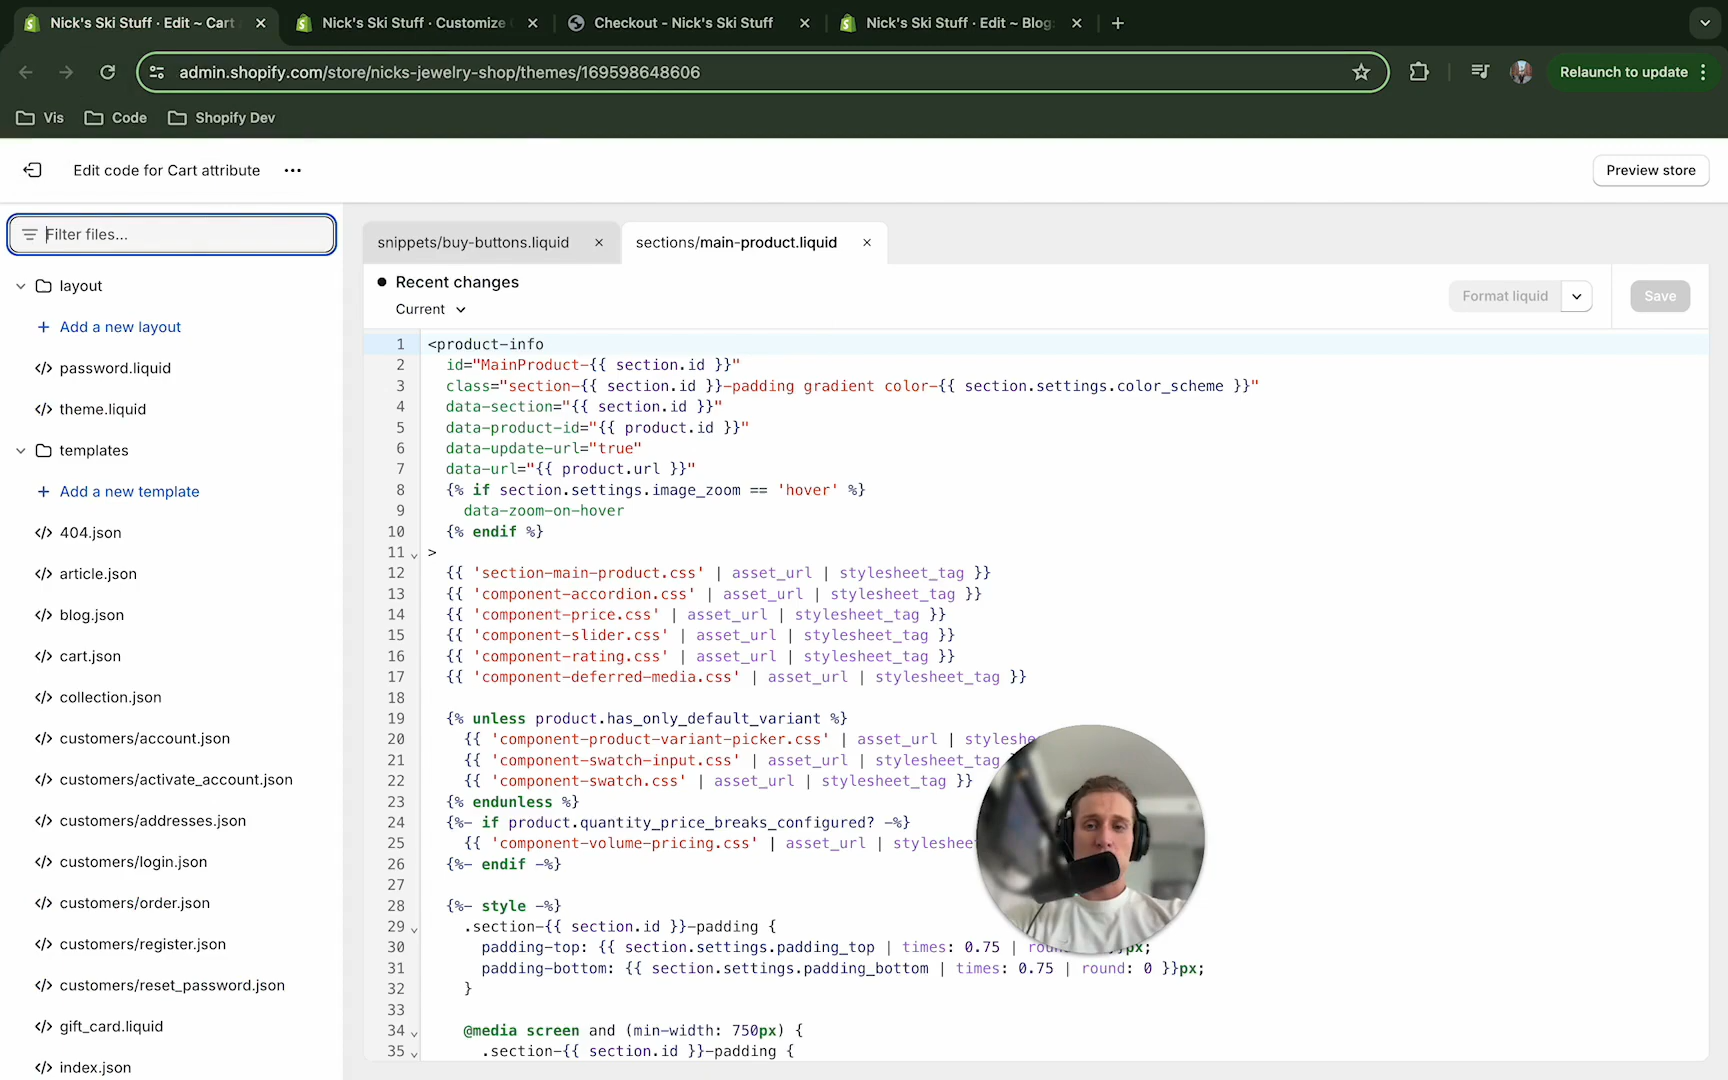 Nick's Ski Stuff · Edit ~ Cart
Nick's Ski Stuff · Customize
Checkout - Nick's Ski Stuff
Nick's Ski Stuff · Edit ~ Blog
admin.shopify.com/store/nicks-jewelry-shop/themes/169598648606
Relaunch to update
Vis
Code
Shopify Dev
Edit code for Cart attribute
Preview store
Filter files...
layout
Add a new layout
password.liquid
theme.liquid
templates
Add a new template
404.json
article.json
blog.json
cart.json
collection.json
customers/account.json
customers/activate_account.json
customers/addresses.json
customers/login.json
customers/order.json
customers/register.json
customers/reset_password.json
gift_card.liquid
index.json
snippets/buy-buttons.liquid
sections/main-product.liquid
Recent changes
Current
Format liquid
Save
1 <product-info
2 id="MainProduct-{{ section.id }}"
3 class="section-{{ section.id }}-padding gradient color-{{ section.settings.color_scheme }}"
4 data-section="{{ section.id }}"
5 data-product-id="{{ product.id }}"
6 data-update-url="true"
7 data-url="{{ product.url }}"
8 {% if section.settings.image_zoom == 'hover' %}
9 data-zoom-on-hover
10 {% endif %}
11 >
12 {{ 'section-main-product.css' | asset_url | stylesheet_tag }}
13 {{ 'component-accordion.css' | asset_url | stylesheet_tag }}
14 {{ 'component-price.css' | asset_url | stylesheet_tag }}
15 {{ 'component-slider.css' | asset_url | stylesheet_tag }}
16 {{ 'component-rating.css' | asset_url | stylesheet_tag }}
17 {{ 'component-deferred-media.css' | asset_url | stylesheet_tag }}
18
19 {% unless product.has_only_default_variant %}
20 {{ 'component-product-variant-picker.css' | asset_url | styleshe
21 {{ 'component-swatch-input.css' | asset_url | stylesheet_tag
22 {{ 'component-swatch.css' | asset_url | stylesheet_tag }}
23 {% endunless %}
24 {%- if product.quantity_price_breaks_configured? -%}
25 {{ 'component-volume-pricing.css' | asset_url | styleshee
26 {%- endif -%}
27
28 {%- style -%}
29 .section-{{ section.id }}-padding {
30 padding-top: {{ section.settings.padding_top | times: 0.75 | rou }}px;
31 padding-bottom: {{ section.settings.padding_bottom | times: 0.75 | round: 0 }}px;
32 }
33
34 @media screen and (min-width: 750px) {
35 .section-{{ section.id }}-padding {